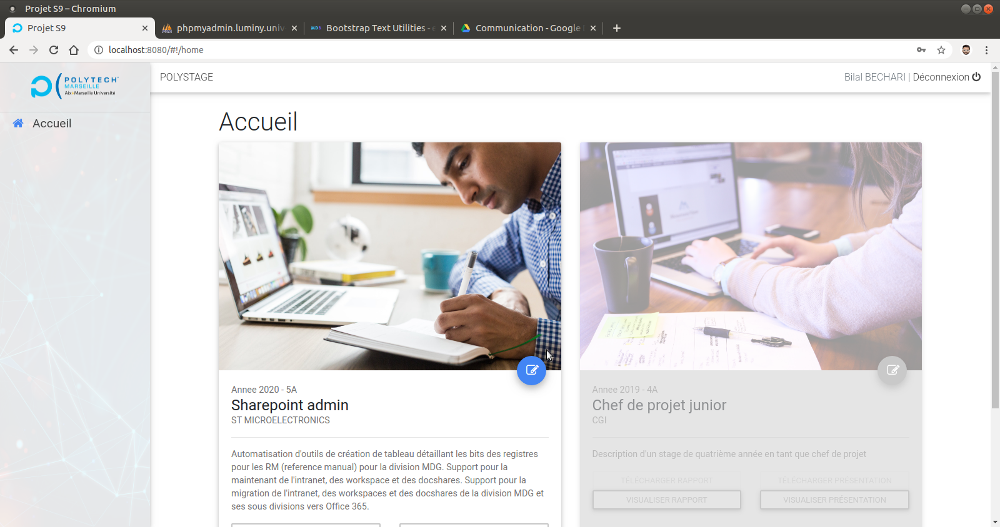 Projet S9 – Chromium
Projet S9
phpmyadmin.luminy.univ
Bootstrap Text Utilities - e
Communication - Google
localhost:8080/#!/home
POLYTECH
MARSEILLE
Aix*Marseille Université
POLYSTAGE
Bilal BECHARI | Déconnexion
Accueil
Accueil
Annee 2020 - 5A
Sharepoint admin
ST MICROELECTRONICS
Automatisation d'outils de création de tableau détaillant les bits des registres
pour les RM (reference manual) pour la division MDG. Support pour la
maintenant de l'intranet, des workspace et des docshares. Support pour la
migration de l'intranet, des workspaces et des docshares de la division MDG et
ses sous divisions vers Office 365.
Annee 2019 - 4A
Chef de projet junior
CGI
Description d'un stage de quatrième année en tant que chef de projet
TÉLÉCHARGER RAPPORT
TÉLÉCHARGER PRÉSENTATION
VISUALISER RAPPORT
VISUALISER PRÉSENTATION